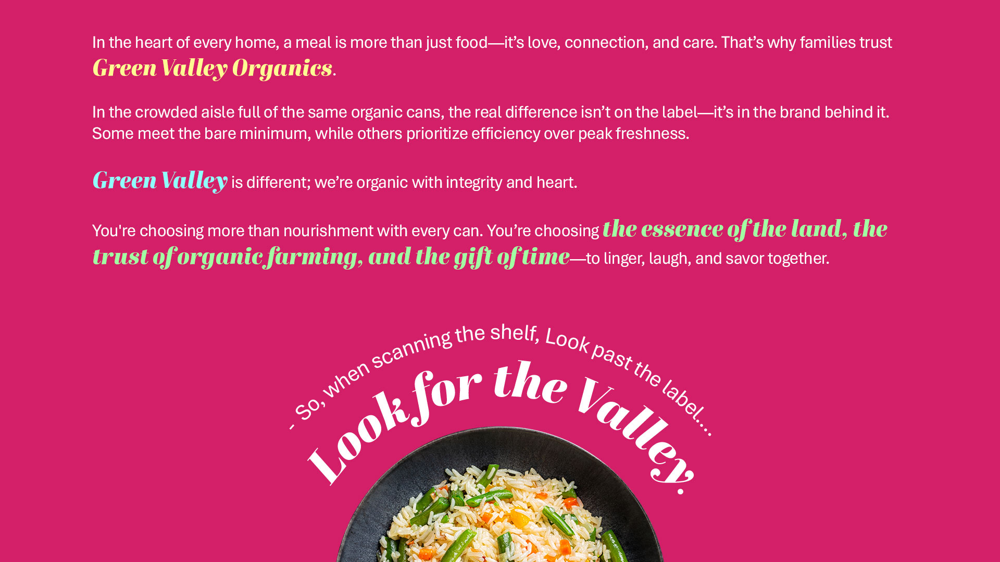 In the heart of every home, a meal is more than just food—it’s love, connection, and care. That’s why families trust
Green Valley Organics.
In the crowded aisle full of the same organic cans, the real difference isn’t on the label—it’s in the brand behind it.
Some meet the bare minimum, while others prioritize efficiency over peak freshness.
Green Valley is different; we’re organic with integrity and heart.
You're choosing more than nourishment with every can. You’re choosing the essence of the land, the
trust of organic farming, and the gift of time—to linger, laugh, and savor together.
- So, when scanning the shelf, Look past the label....
Look for the Valley.